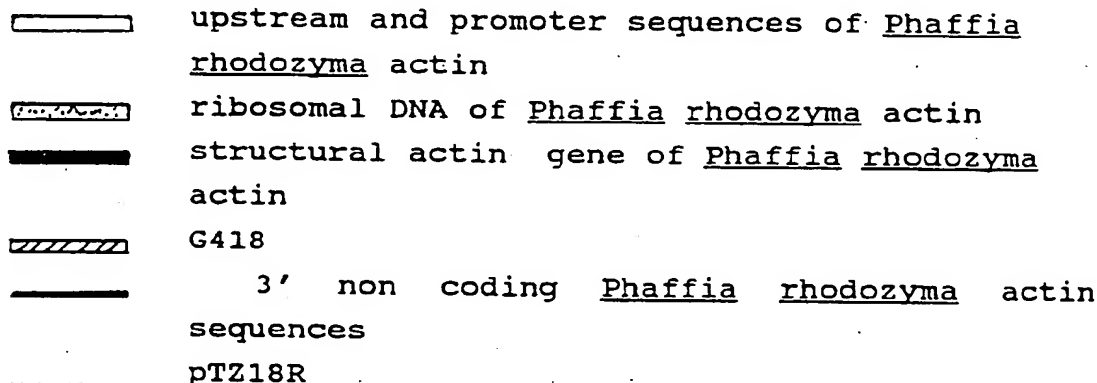 upstream and promoter sequences of Phaffia
rhodozyma actin
ribosomal DNA of Phaffia rhodozyma actin
structural actin gene of Phaffia rhodozyma
actin
G418
3' non coding Phaffia rhodozyma actin
sequences
pTZ18R